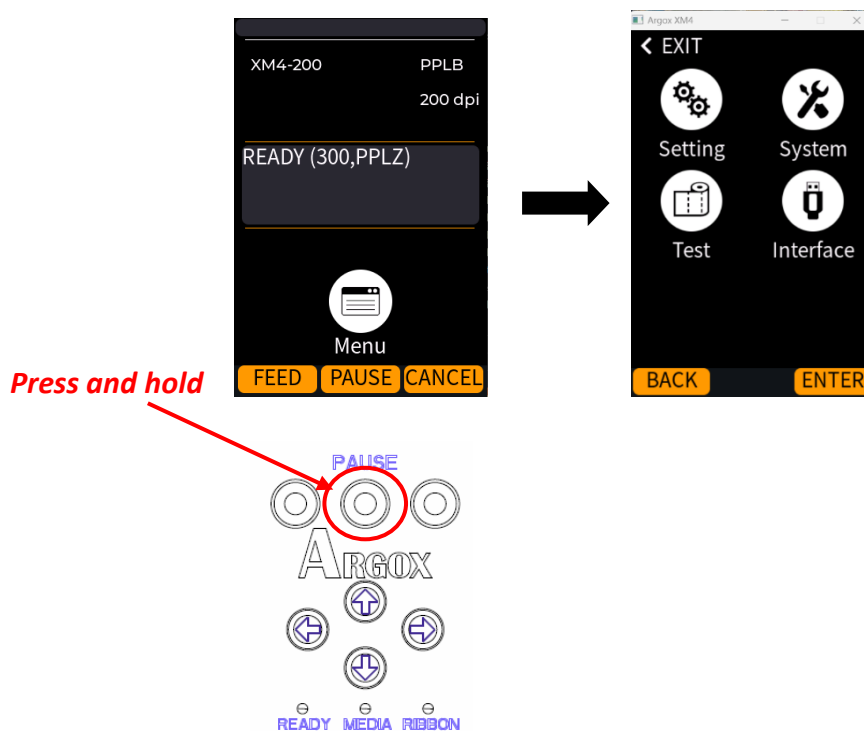 XM4-200 PPLB
200 dpi
READY (300,PPLZ)
Menu
FEED PAUSE CANCEL
Argox XM4
EXIT
Setting System
Test Interface
BACK ENTER
Press and hold
PAUSE
ARGOX
READY MEDIA RIBBON